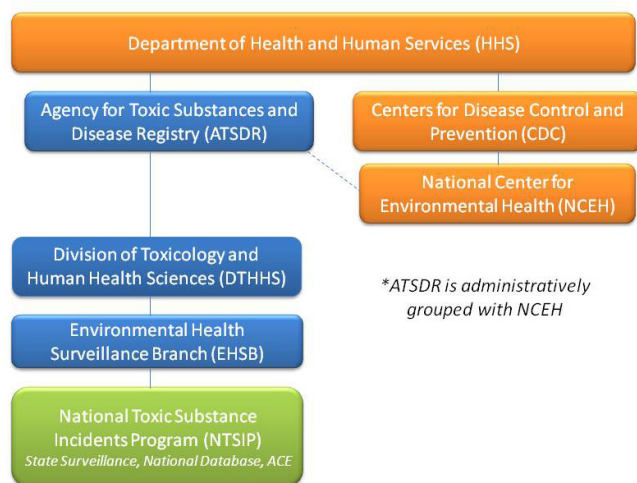 Department of Health and Human Services (HHS)
Agency for Toxic Substances and
Disease Registry (ATSDR)
Centers for Disease Control and
Prevention (CDC)
National Center for
Environmental Health (NCEH)
Division of Toxicology and
Human Health Sciences (DTHHS)
*ATSDR is administratively
grouped with NCEH
Environmental Health
Surveillance Branch (EHSB)
National Toxic Substance
Incidents Program (NTSIP)
State Surveillance, National Database, ACE